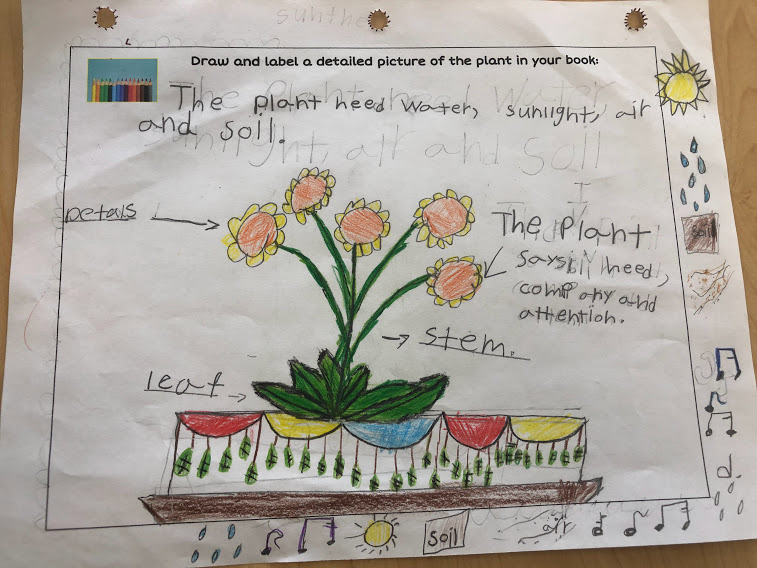 sunthe
Draw and label a detailed picture of the plant in your book:
The plant need water, sunlight, air
and soil.
petals
The plant
says I need,
company and
attention.
stem.
leaf
soil
soil
air